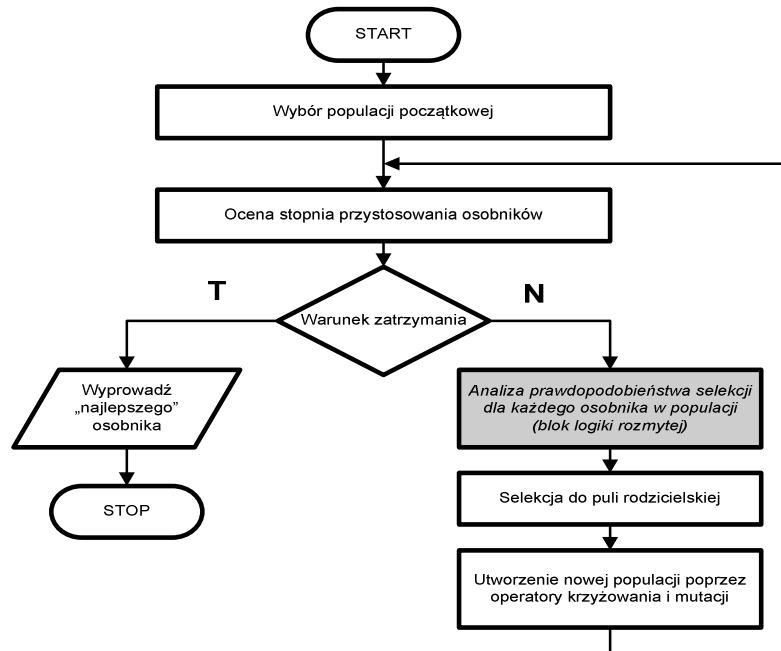 START
Wybór populacji początkowej
Ocena stopnia przystosowania osobników
T
N
Warunek zatrzymania
Wyprowadź
„najlepszego”
osobnika
STOP
Analiza prawdopodobieństwa selekcji
dla każdego osobnika w populacji
(blok logiki rozmytej)
Selekcja do puli rodzicielskiej
Utworzenie nowej populacji poprzez
operatory krzyżowania i mutacji